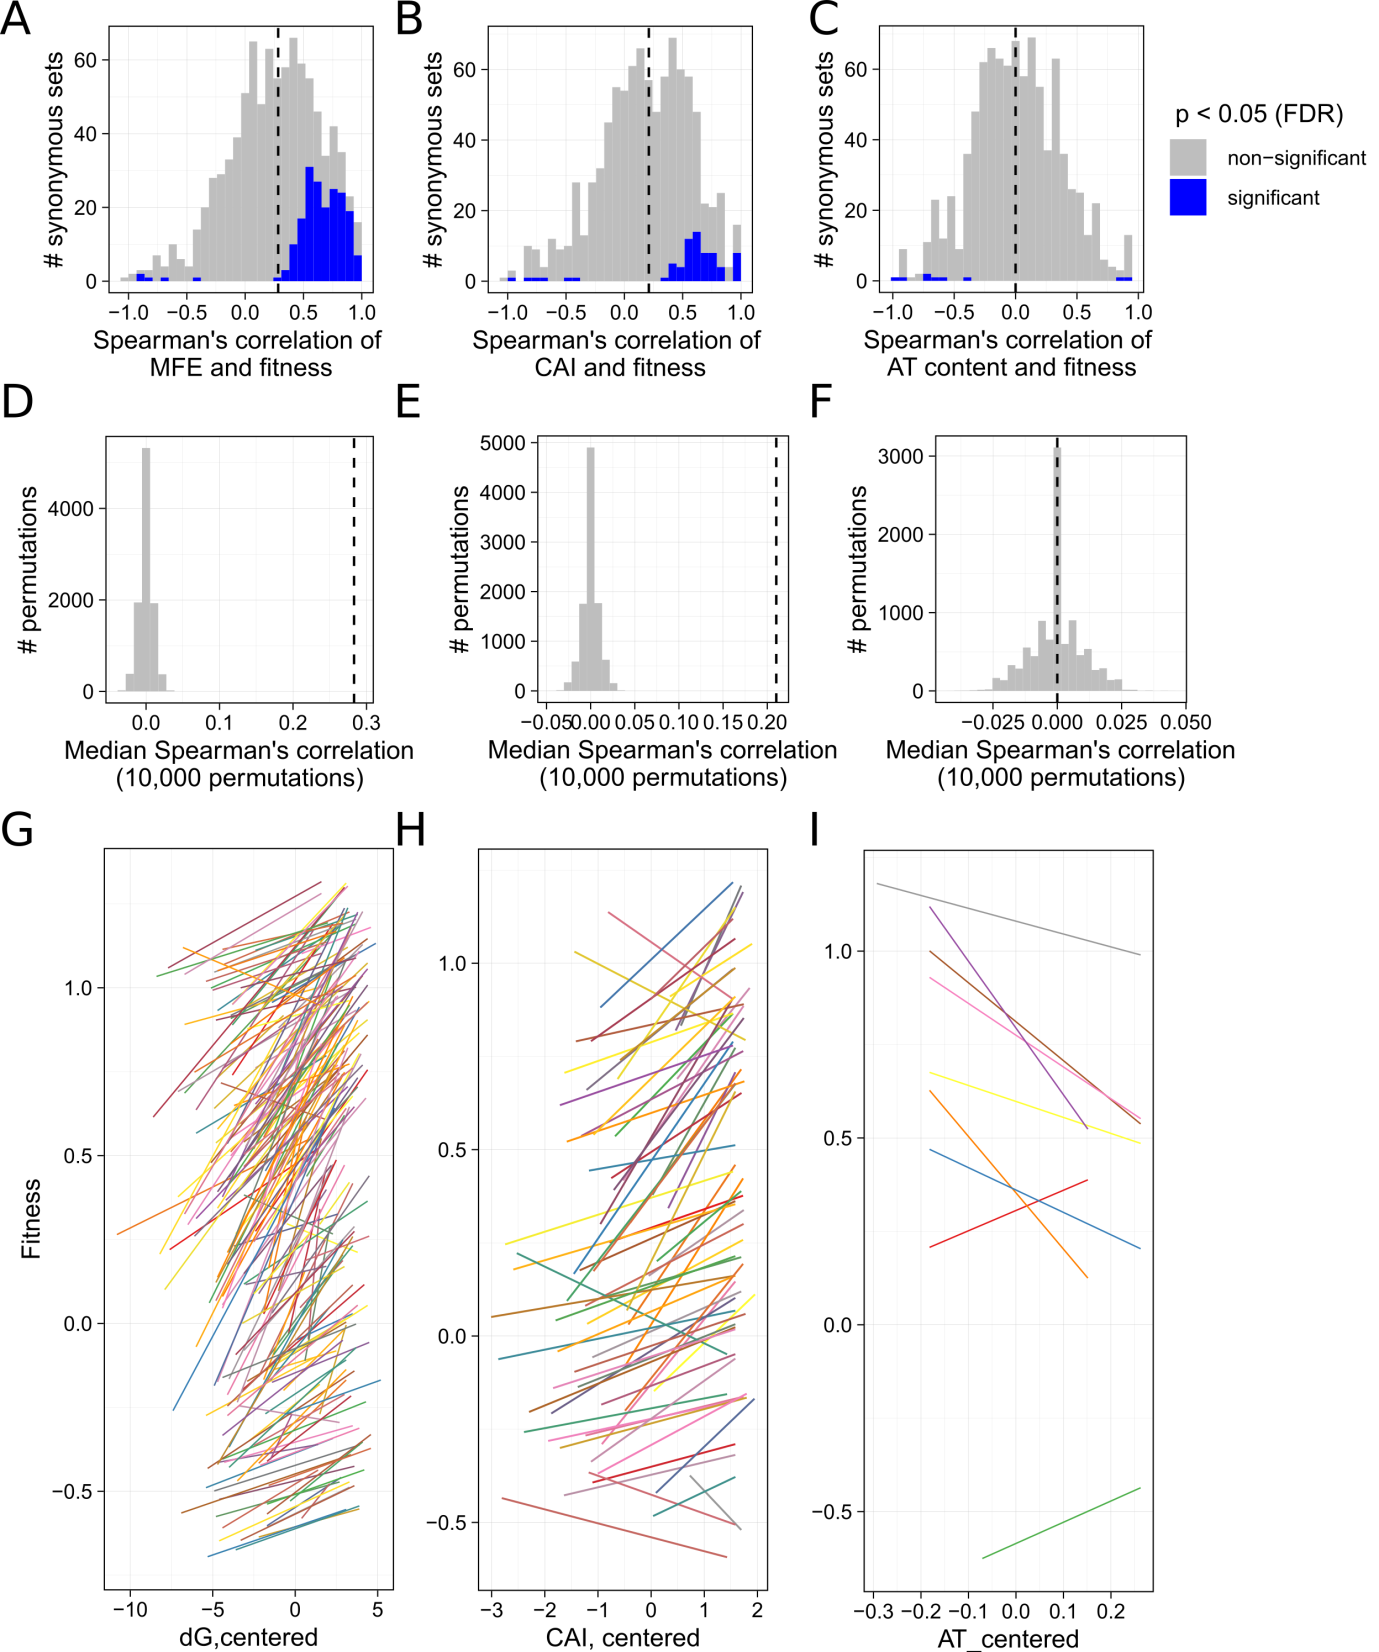 A
B
C
# synonymous sets
60
40
20
0
−1.0 −0.5 0.0 0.5 1.0
Spearman's correlation of
MFE and fitness
# synonymous sets
60
40
20
0
−1.0 −0.5 0.0 0.5 1.0
Spearman's correlation of
CAI and fitness
# synonymous sets
60
40
20
0
−1.0 −0.5 0.0 0.5 1.0
Spearman's correlation of
AT content and fitness
p < 0.05 (FDR)
non−significant
significant
D
E
F
# permutations
4000
2000
0
0.0 0.1 0.2 0.3
Median Spearman's correlation
(10,000 permutations)
# permutations
5000
4000
3000
2000
1000
0
−0.05 0.00 0.05 0.10 0.15 0.20
Median Spearman's correlation
(10,000 permutations)
# permutations
3000
2000
1000
0
−0.025 0.000 0.025 0.050
Median Spearman's correlation
(10,000 permutations)
G
H
I
Fitness
1.0
0.5
0.0
−0.5
−10 −5 0 5
dG,centered
1.0
0.5
0.0
−0.5
−3 −2 −1 0 1 2
CAI, centered
1.0
0.5
0.0
−0.5
−0.3 −0.2 −0.1 0.0 0.1 0.2
AT_centered